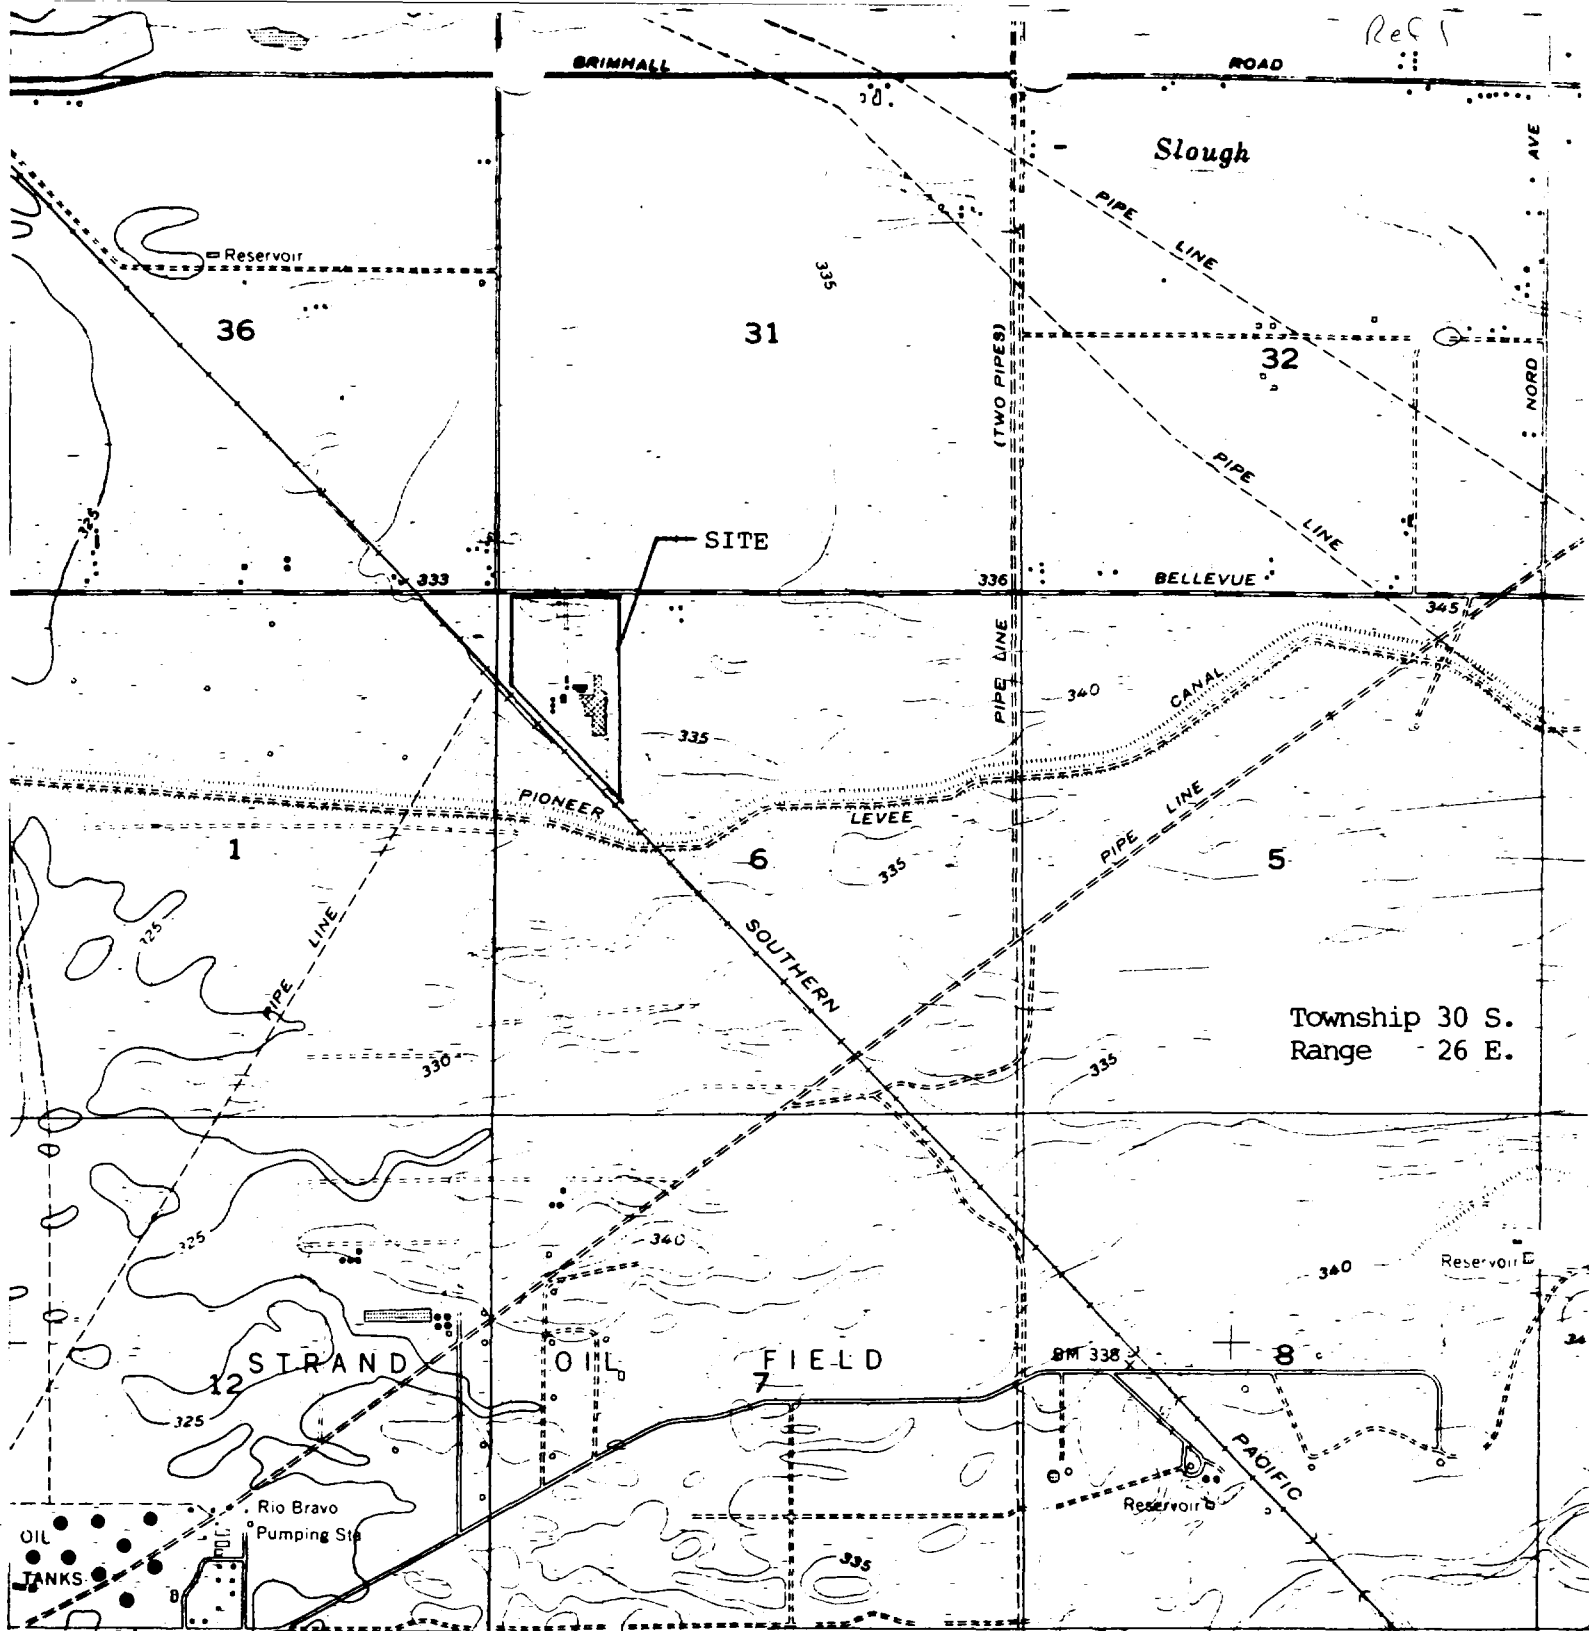 Ref 1
BRIMHALL ROAD
Slough
AVE
PIPE LINE
Reservoir
335
36
31
(TWO PIPES)
32
NORD
PIPE LINE
325
SITE
333
336
BELLEVUE
345
PIPE LINE
340
CANAL
335
PIONEER
LEVEE
PIPE LINE
1
6
335
5
325
PIPE LINE
SOUTHERN
Township 30 S.
Range 26 E.
330
335
325
340
340
Reservoir
34
STRAND OIL FIELD
12
7
BM 338
8
325
PACIFIC
Rio Bravo
Pumping Sta
Reservoir
OIL
TANKS
335